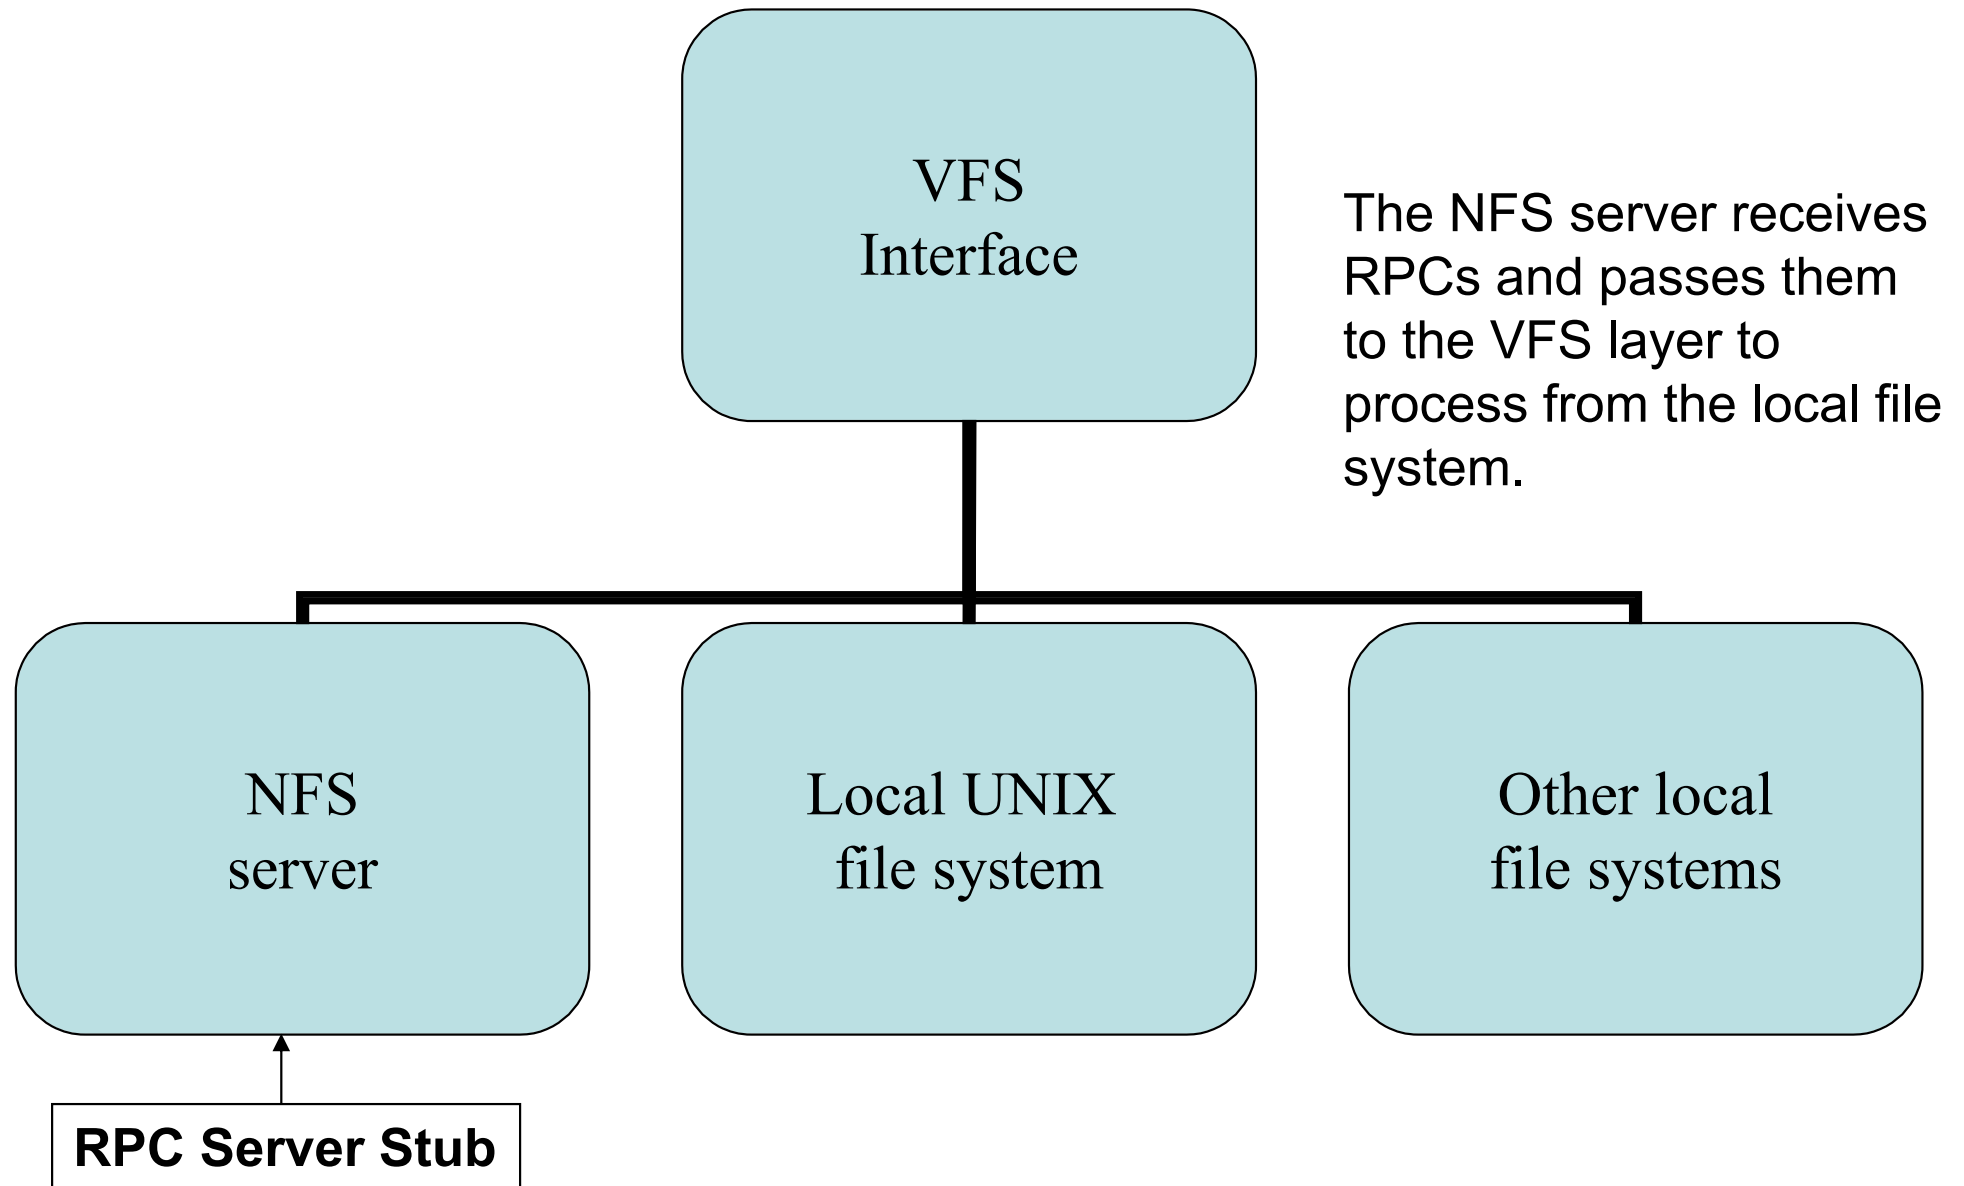 VFS
Interface
The NFS server receives
RPCs and passes them
to the VFS layer to
process from the local file
system.
NFS
server
Local UNIX
file system
Other local
file systems
RPC Server Stub